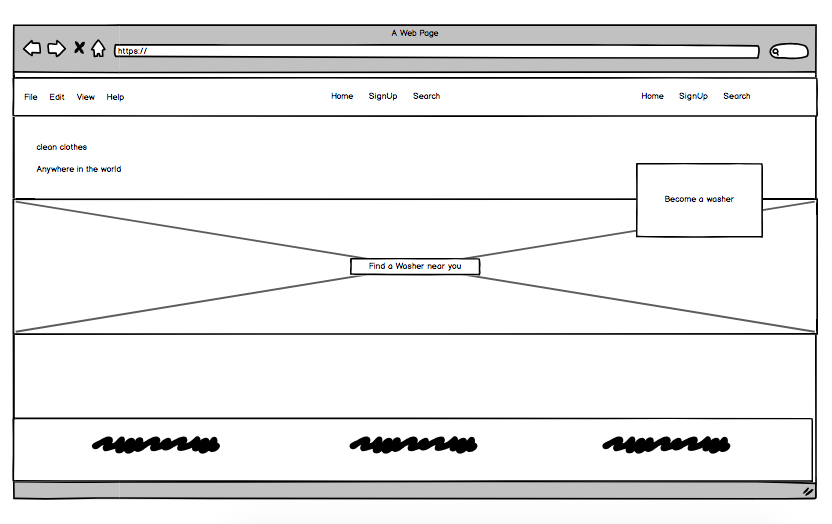 A Web Page
https://
File Edit View Help Home SignUp Search Home SignUp Search
clean clothes
Anywhere in the world
Become a washer
Find a Washer near you